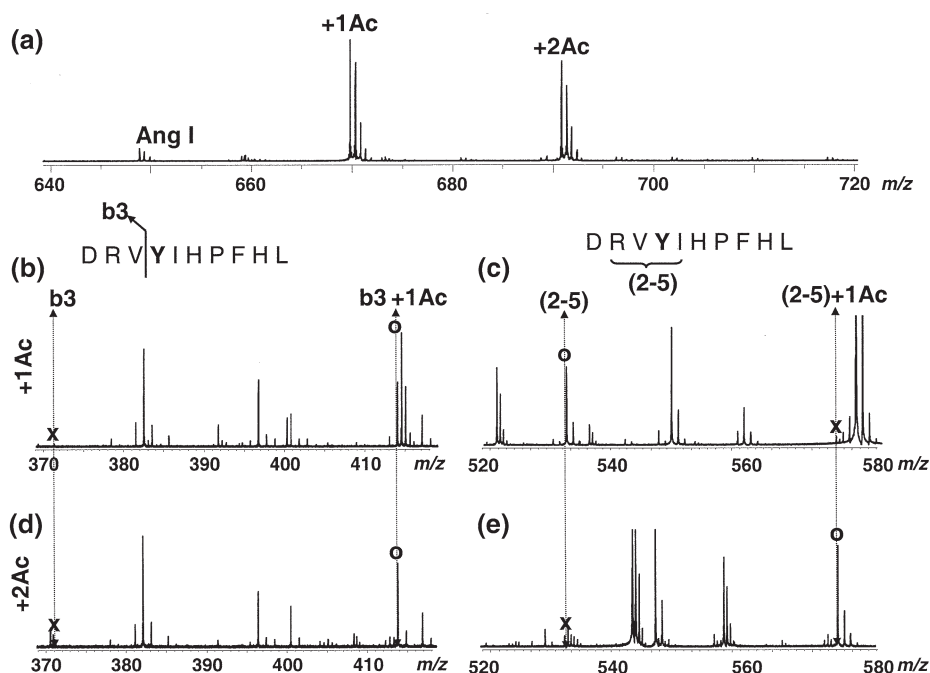 (a)
+1Ac
+2Ac
Ang I
640 660 680 700 720 m/z
b3
D R V Y I H P F H L
D R V Y I H P F H L
(2-5)
(b)
b3
b3 +1Ac
O
X
+1Ac
370 380 390 400 410 m/z
(c)
(2-5)
(2-5)+1Ac
O
X
520 540 560 580 m/z
(d)
O
X
+2Ac
370 380 390 400 410 m/z
(e)
O
X
520 540 560 580 m/z